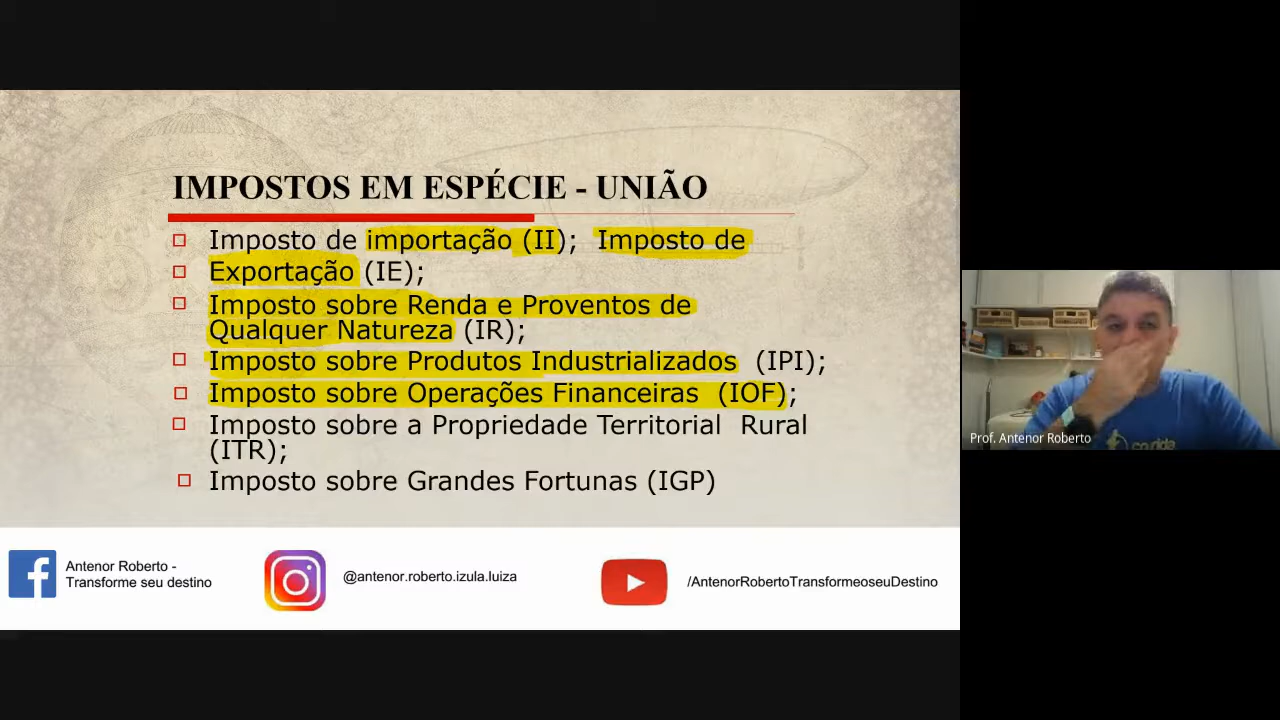 IMPOSTOS EM ESPÉCIE - UNIÃO
Imposto de importação (II); Imposto de
Exportação (IE);
Imposto sobre Renda e Proventos de
Qualquer Natureza (IR);
Imposto sobre Produtos Industrializados (IPI);
Imposto sobre Operações Financeiras (IOF);
Imposto sobre a Propriedade Territorial Rural
(ITR);
Imposto sobre Grandes Fortunas (IGP)
Antenor Roberto -
Transforme seu destino
@antenor.roberto.izula.luiza
/AntenorRobertoTransformeoseuDestino
Prof. Antenor Roberto